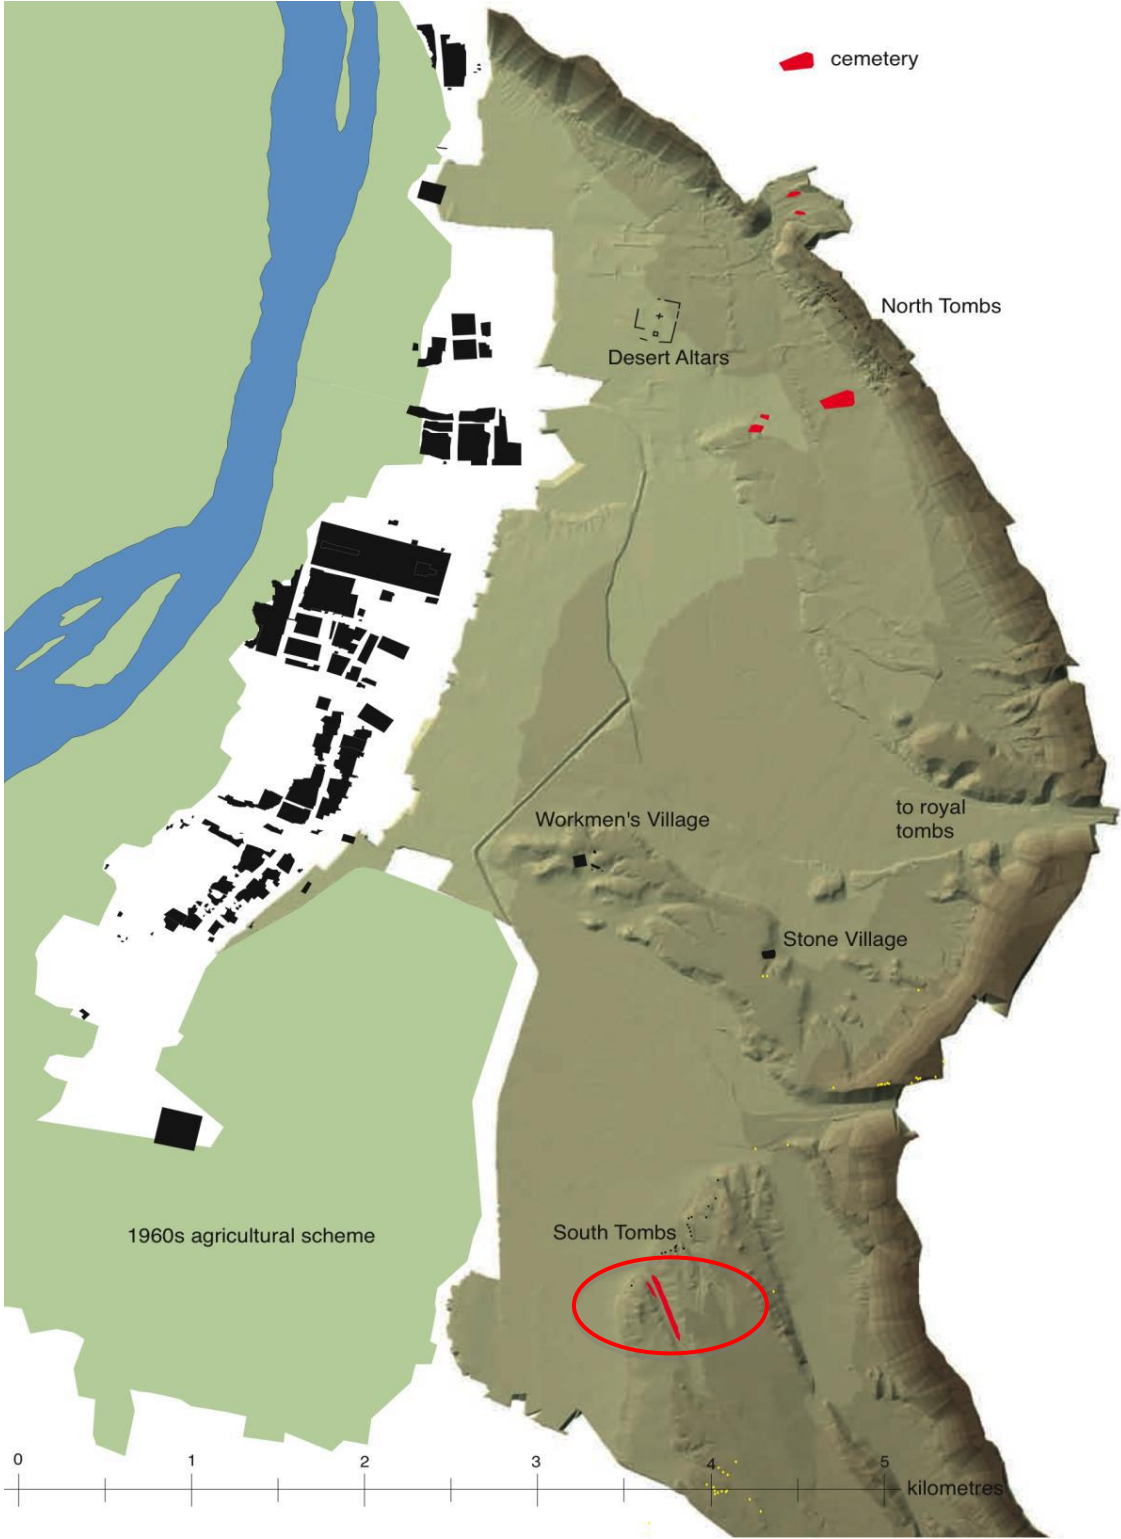 cemetery
North Tombs
Desert Altars
Workmen's Village
to royal
tombs
Stone Village
South Tombs
1960s agricultural scheme
0 1 2 3 4 5
kilometres